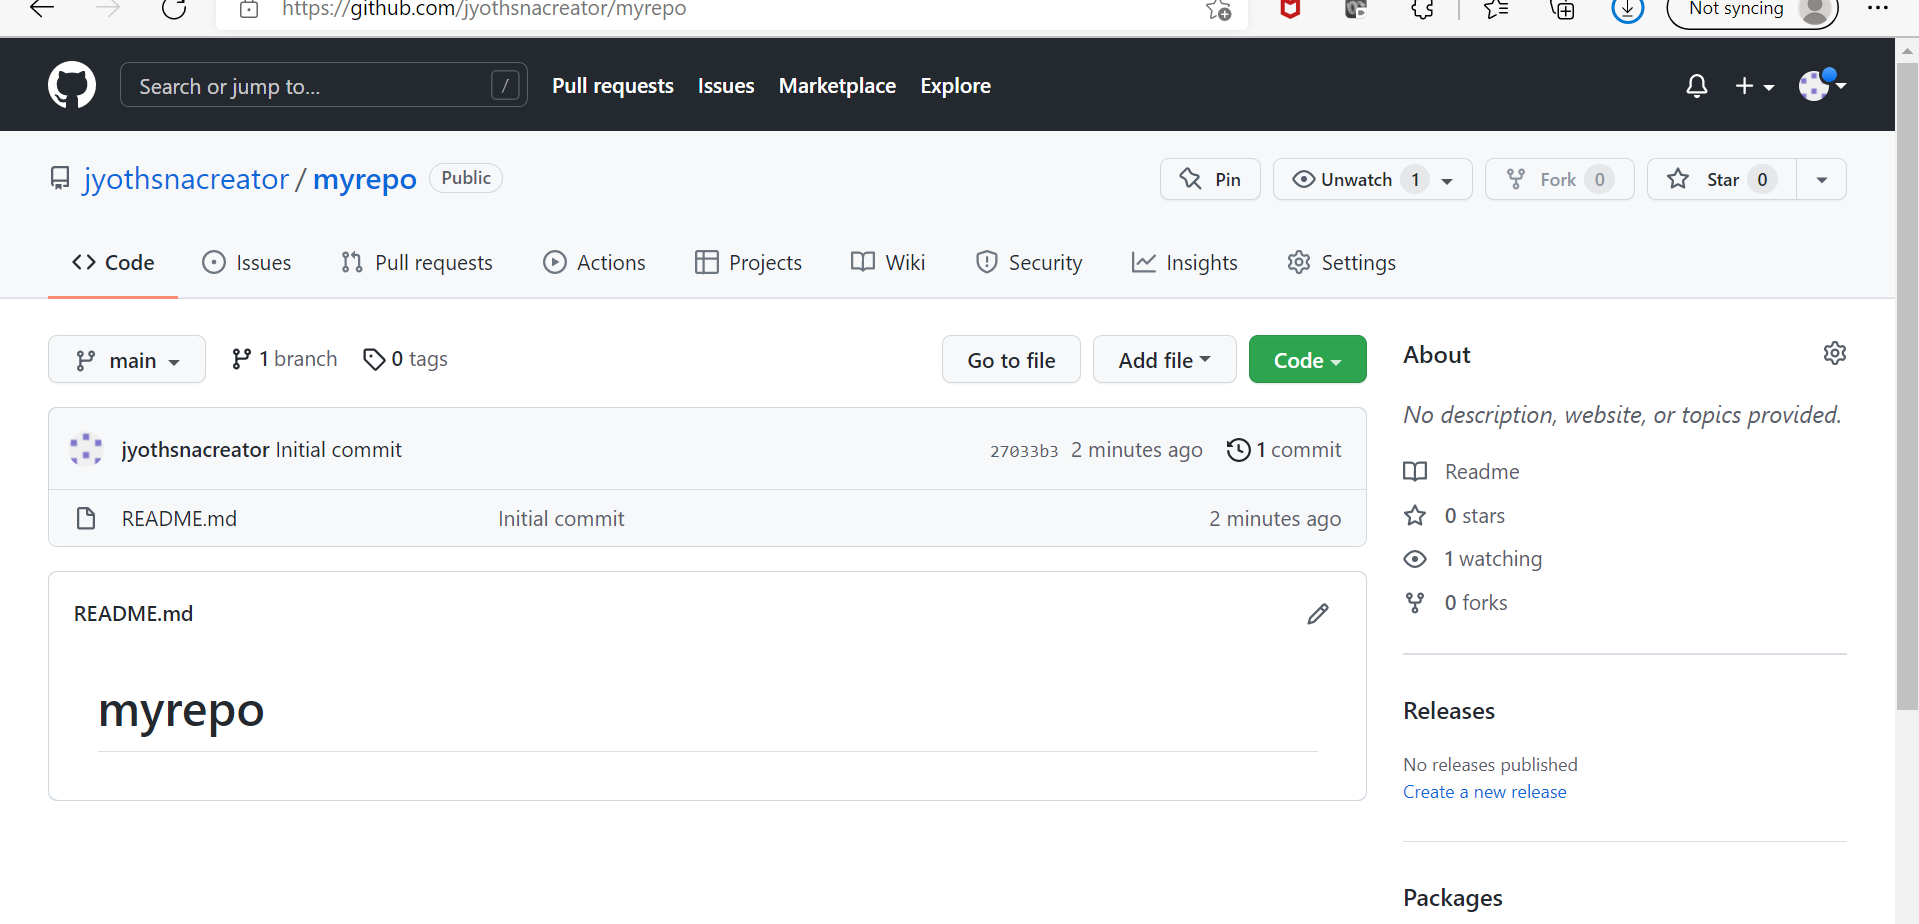 https://github.com/jyothsnacreator/myrepo Not syncing
Search or jump to... / Pull requests Issues Marketplace Explore
jyothsnacreator / myrepo Public Pin Unwatch 1 Fork 0 Star 0
Code Issues Pull requests Actions Projects Wiki Security Insights Settings
main 1 branch 0 tags Go to file Add file Code
jyothsnacreator Initial commit 27033b3 2 minutes ago 1 commit
README.md Initial commit 2 minutes ago
README.md
myrepo
About
No description, website, or topics provided.
Readme
0 stars
1 watching
0 forks
Releases
No releases published
Create a new release
Packages